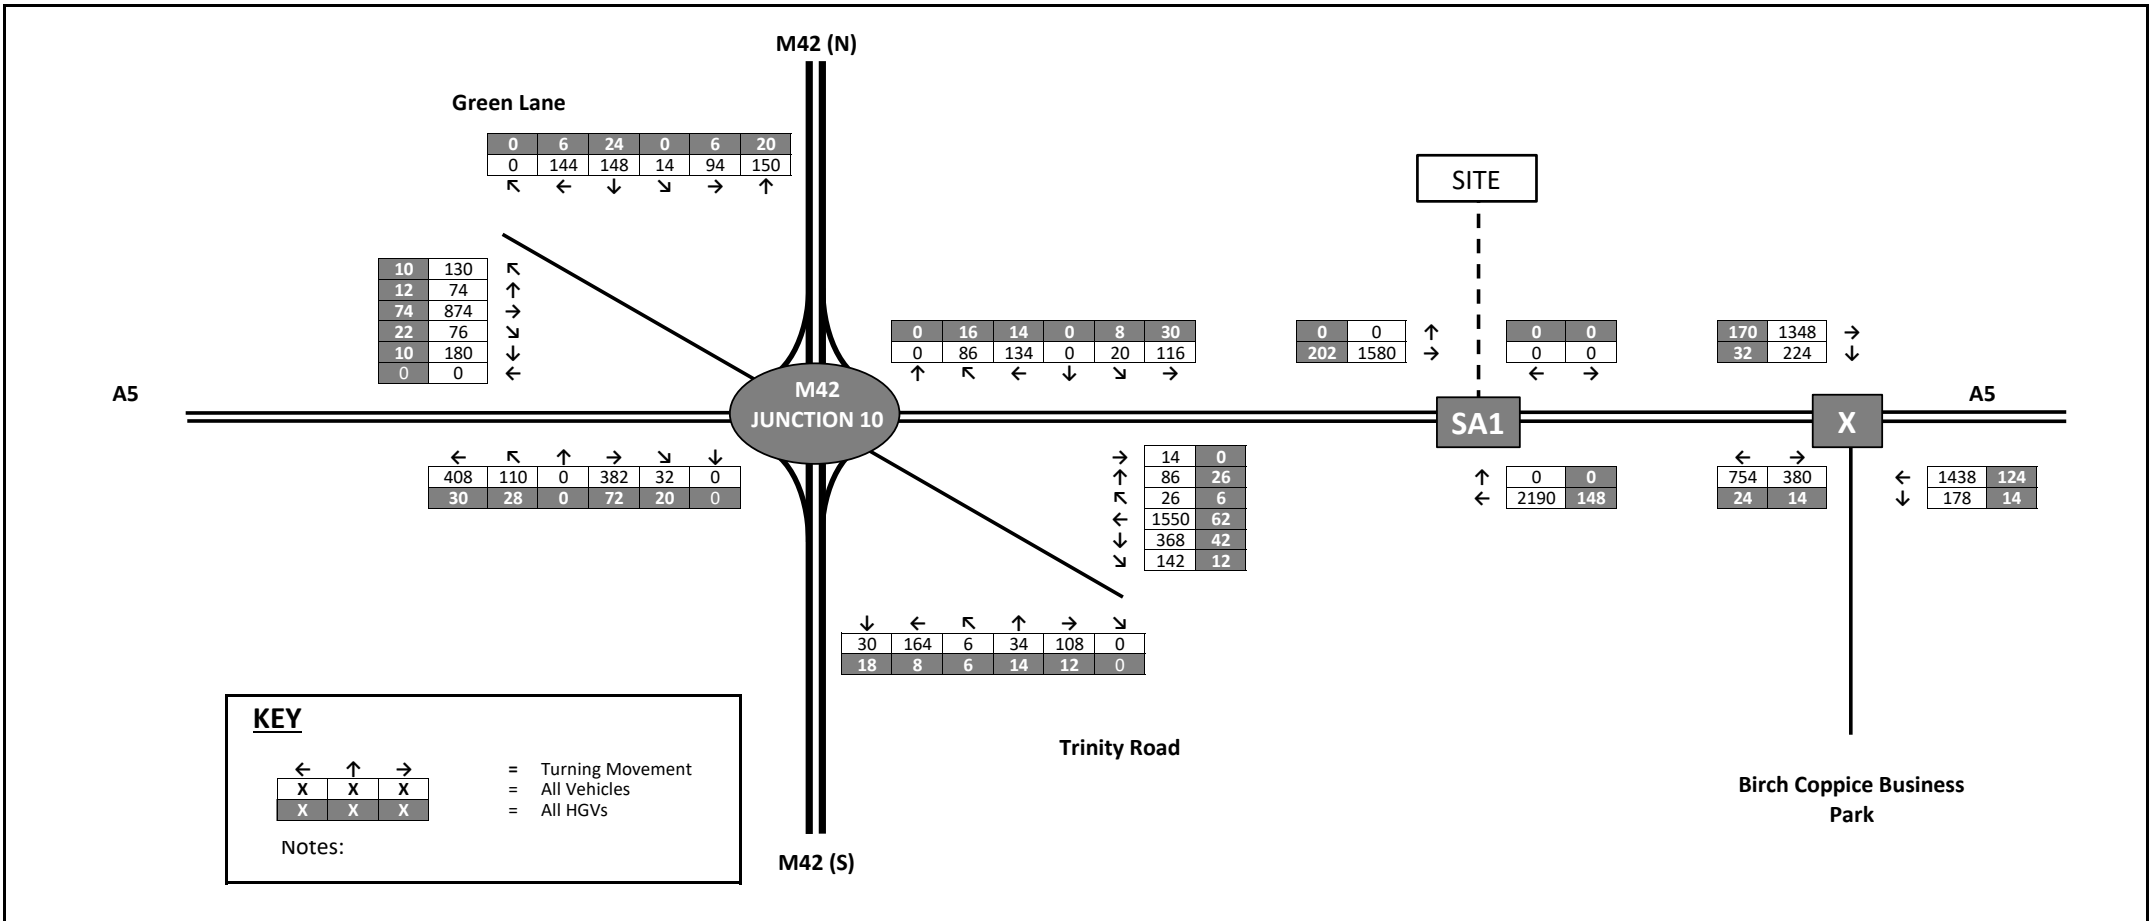 M42 (N)
Green Lane
0 6 24 0 6 20
0 144 148 14 94 150
↖ ← ↓ ↘ → ↑
SITE
10 130 ↖
12 74 ↑
74 874 →
22 76 ↘
10 180 ↓
0 0 ←
0 16 14 0 8 30
0 86 134 0 20 116
↑ ↖ ← ↓ ↘ →
0 0 ↑
202 1580 →
0 0
0 0
← →
170 1348 →
32 224 ↓
A5
M42
JUNCTION 10
SA1
X
A5
← ↖ ↑ → ↘ ↓
408 110 0 382 32 0
30 28 0 72 20 0
→ 14 0
↑ 86 26
↖ 26 6
← 1550 62
↓ 368 42
↘ 142 12
↑ 0 0
← 2190 148
← →
754 380
24 14
← 1438 124
↓ 178 14
↓ ← ↖ ↑ → ↘
30 164 6 34 108 0
18 8 6 14 12 0
KEY
← ↑ → = Turning Movement
X X X = All Vehicles
X X X = All HGVs
Notes:
Trinity Road
Birch Coppice Business
Park
M42 (S)